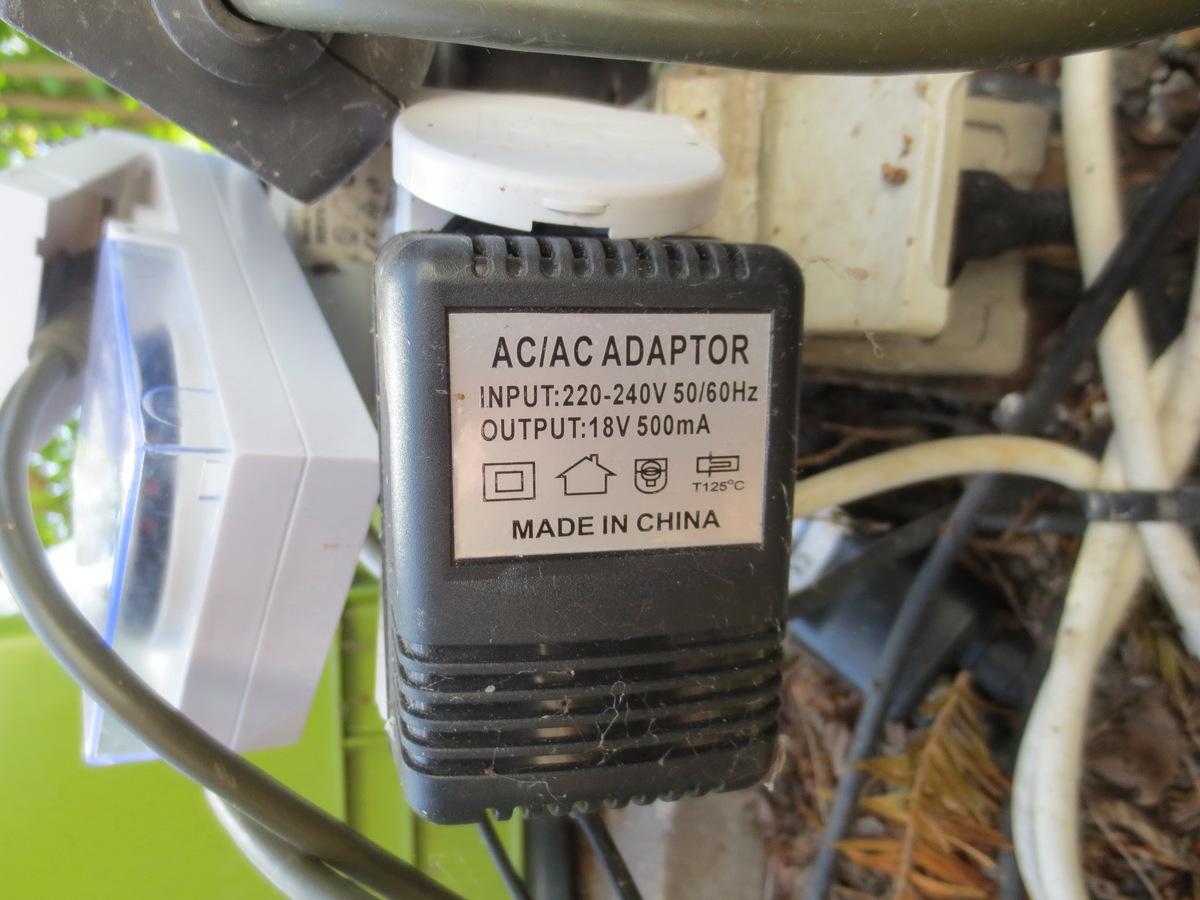 AC/AC ADAPTOR
INPUT:220-240V 50/60Hz
OUTPUT:18V 500mA
T125°C
MADE IN CHINA